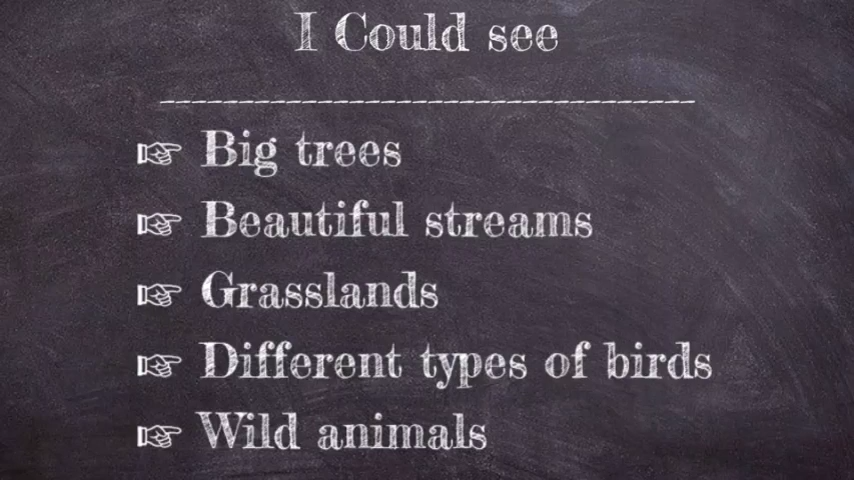 I Could see
☞ Big trees
☞ Beautiful streams
☞ Grasslands
☞ Different types of birds
☞ Wild animals